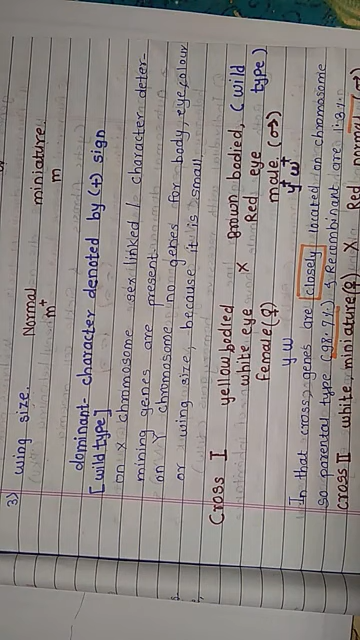 3) wing size. Normal miniature
m+ m
dominant- character denoted by (+) sign
[wild type]
on X chromosome sex linked / character deter-
mining genes are present.
on Y chromosome no genes for body, eye colour
or wing size, because it is small.
Cross I yellow bodied X brown bodied, (wild
white eye Red eye type)
female (♀) male (♂)
y w y+ w+
In that cross, genes are closely located on chromosome
so parental type (98.7%) & Recombinant are 1.3%
cross II white miniature (♀) X Red